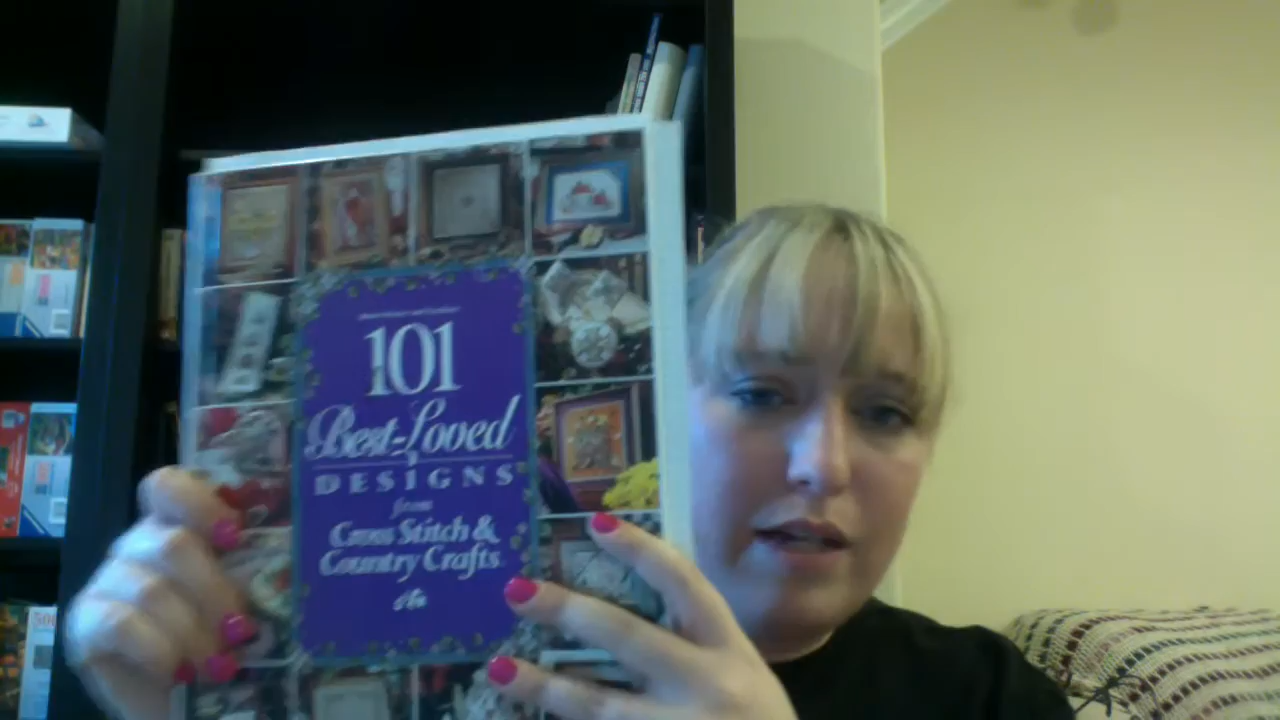 101
Best-Loved
DESIGNS
from
Cross Stitch &
Country Crafts